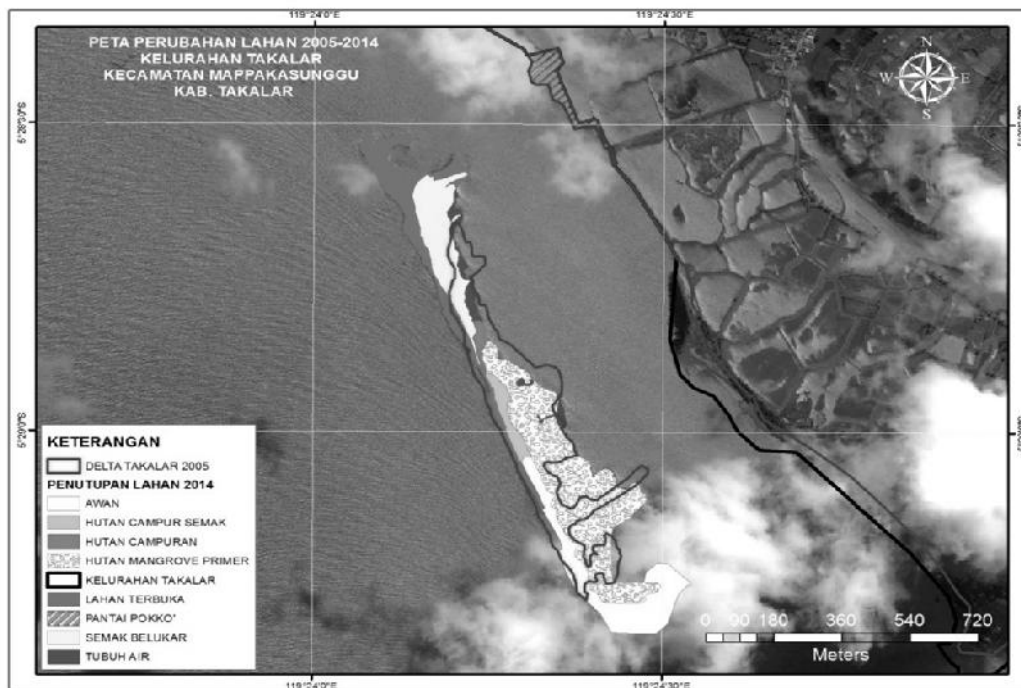 119°24'0"E 119°24'30"E
PETA PERUBAHAN LAHAN 2005-2014
KELURAHAN TAKALAR
KECAMATAN MAPPAKASUNGGU
KAB. TAKALAR
N
W E
S
KETERANGAN
DELTA TAKALAR 2005
PENUTUPAN LAHAN 2014
AWAN
HUTAN CAMPUR SEMAK
HUTAN CAMPURAN
HUTAN MANGROVE PRIMER
KELURAHAN TAKALAR
LAHAN TERBUKA
PANTAI POKKO'
SEMAK BELUKAR
TUBUH AIR
0 90 180 360 540 720
Meters
119°24'0"E 119°24'30"E